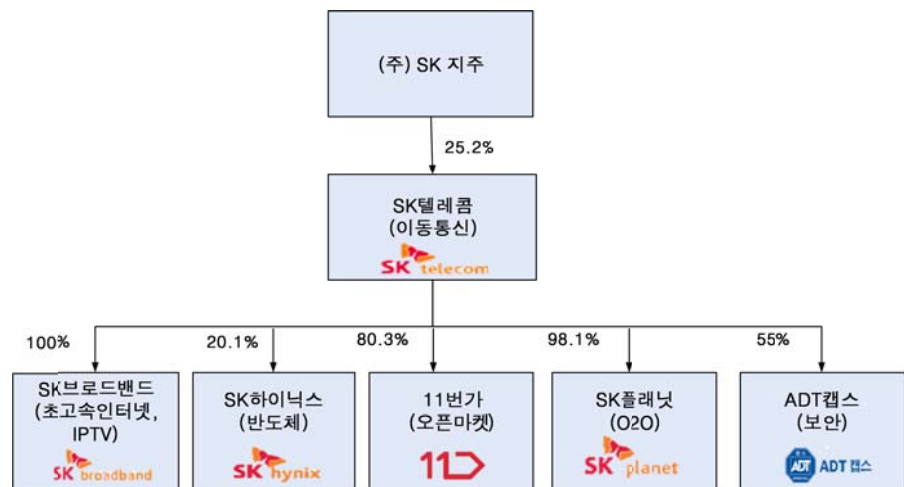 (주) SK 지주
25.2%
SK텔레콤
(이동통신)
SK telecom
100%
20.1%
80.3%
98.1%
55%
SK브로드밴드
(초고속인터넷,
IPTV)
SK broadband
SK하이닉스
(반도체)
SK hynix
11번가
(오픈마켓)
11
SK플래닛
(O2O)
SK planet
ADT캡스
(보안)
ADT ADT 캡스